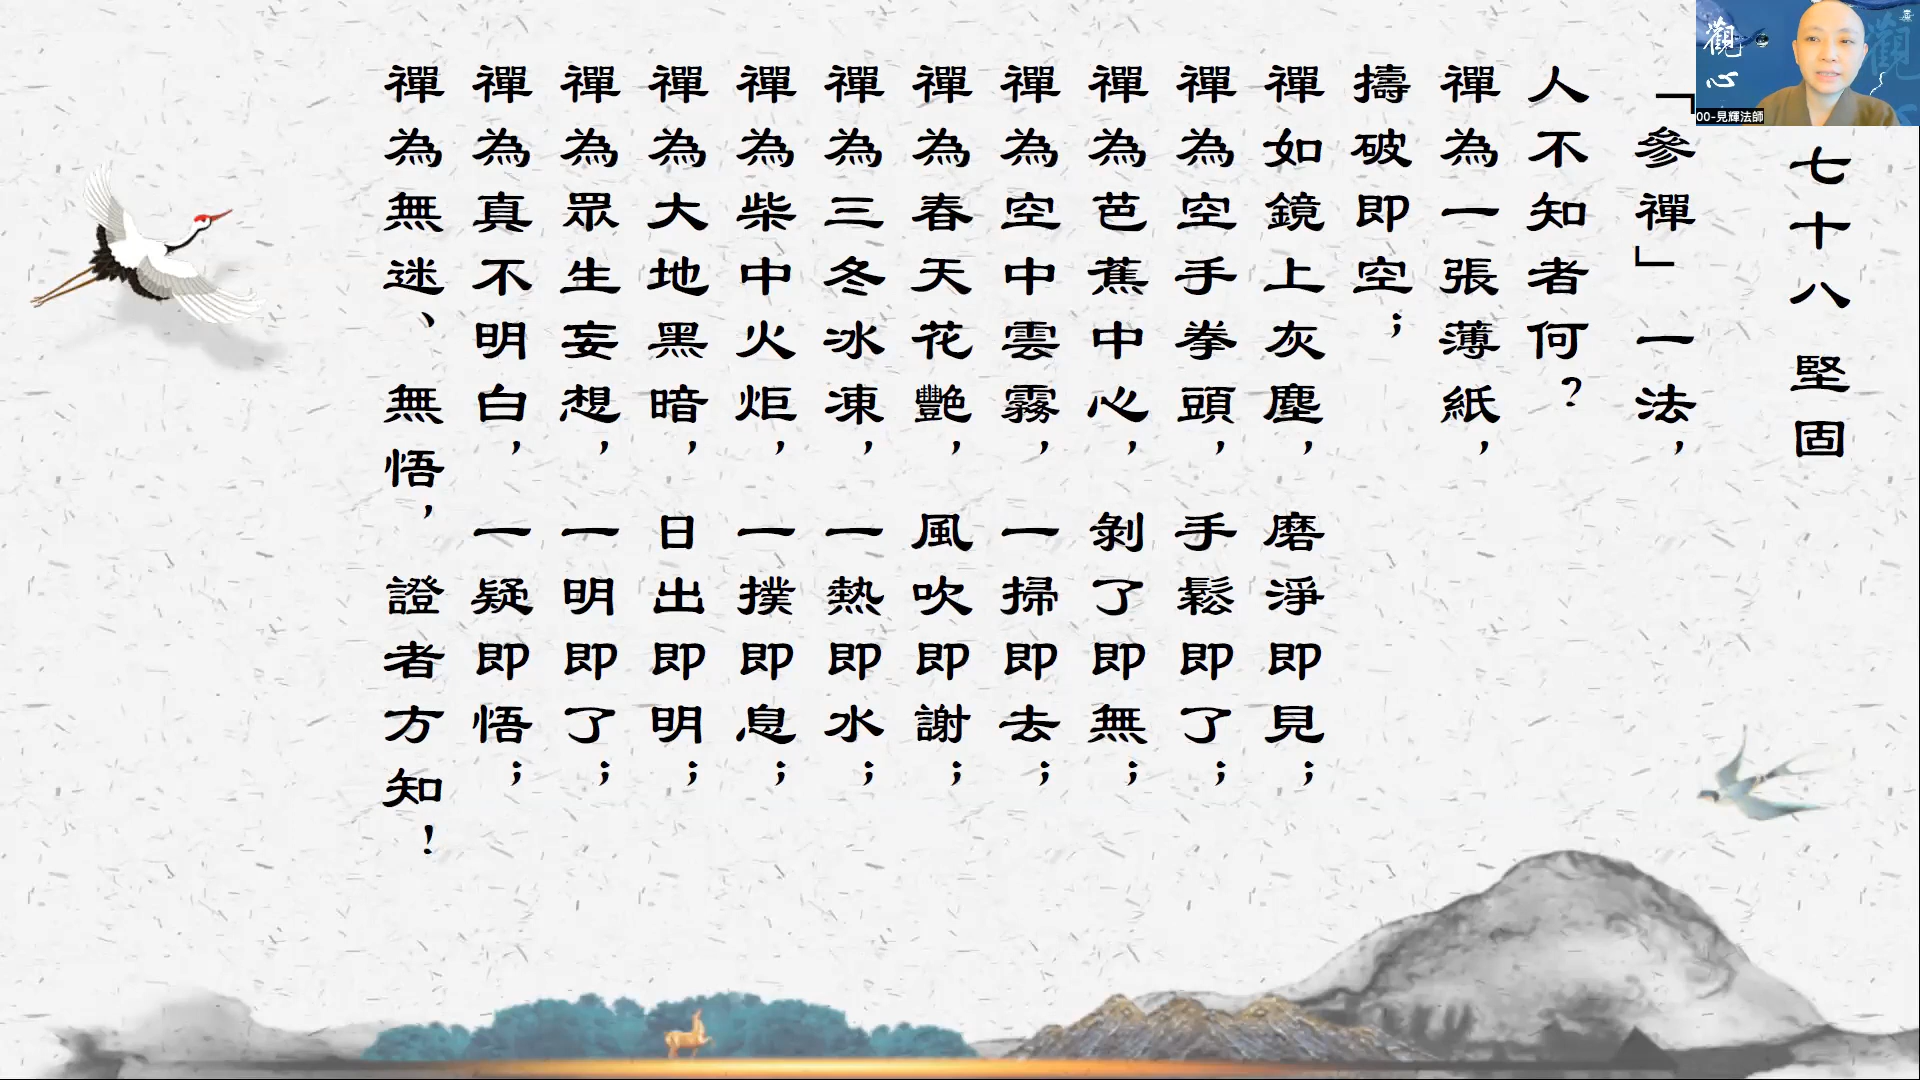 七十八 堅固
「參禪」一法,
人不知者何?
禪為一張薄紙,
擣破即空;
禪如鏡上灰塵, 磨淨即見;
禪為空手拳頭, 手鬆即了;
禪為芭蕉中心, 剝了即無;
禪為空中雲霧, 一掃即去;
禪為春天花艷, 風吹即謝;
禪為三冬冰凍, 一熱即水;
禪為柴中火炬, 一撲即息;
禪為大地黑暗, 日出即明;
禪為眾生妄想, 一明即了;
禪為真不明白, 一疑即悟;
禪為無迷、無悟, 證者方知!
觀心
00-見輝法師